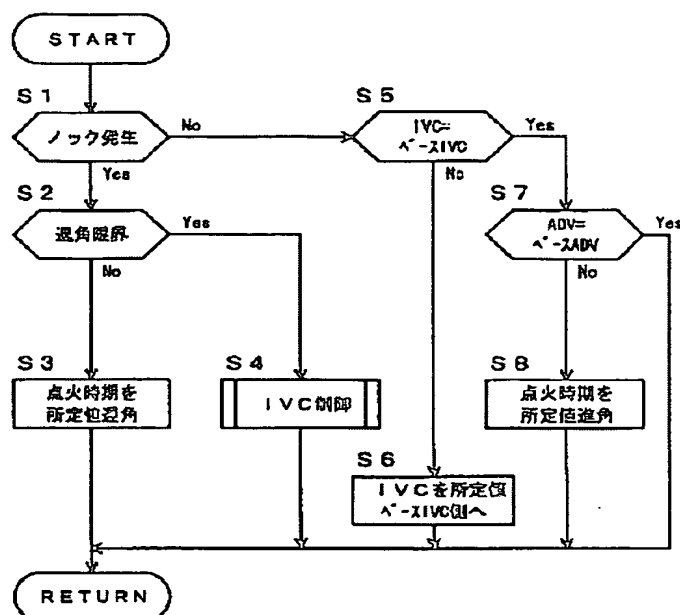 START
S1
ノック発生
No
Yes
S5
IVC=
ベースIVC
Yes
No
S2
遅角限界
Yes
No
S7
ADV=
ベースADV
Yes
No
S3
点火時期を
所定値遅角
S4
IVC制御
S8
点火時期を
所定値進角
S6
IVCを所定値
ベースIVC側へ
RETURN